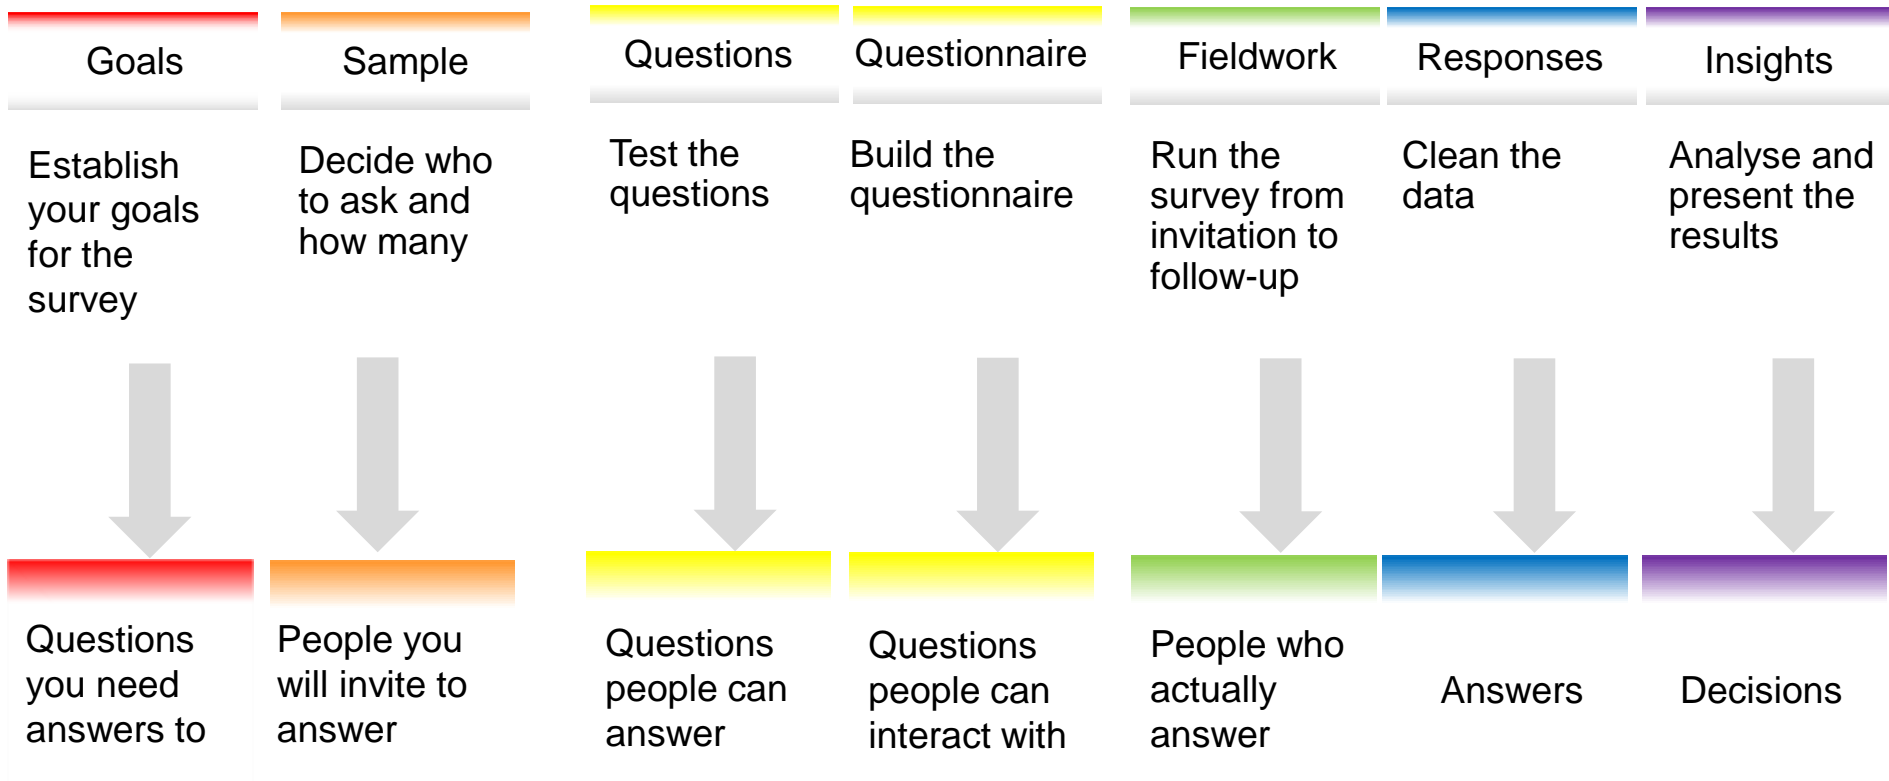 Goals
Sample
Questions
Questionnaire
Fieldwork
Responses
Insights
Establish
your goals
for the
survey
Decide who
to ask and
how many
Test the
questions
Build the
questionnaire
Run the
survey from
invitation to
follow-up
Clean the
data
Analyse and
present the
results
Questions
you need
answers to
People you
will invite to
answer
Questions
people can
answer
Questions
people can
interact with
People who
actually
answer
Answers
Decisions